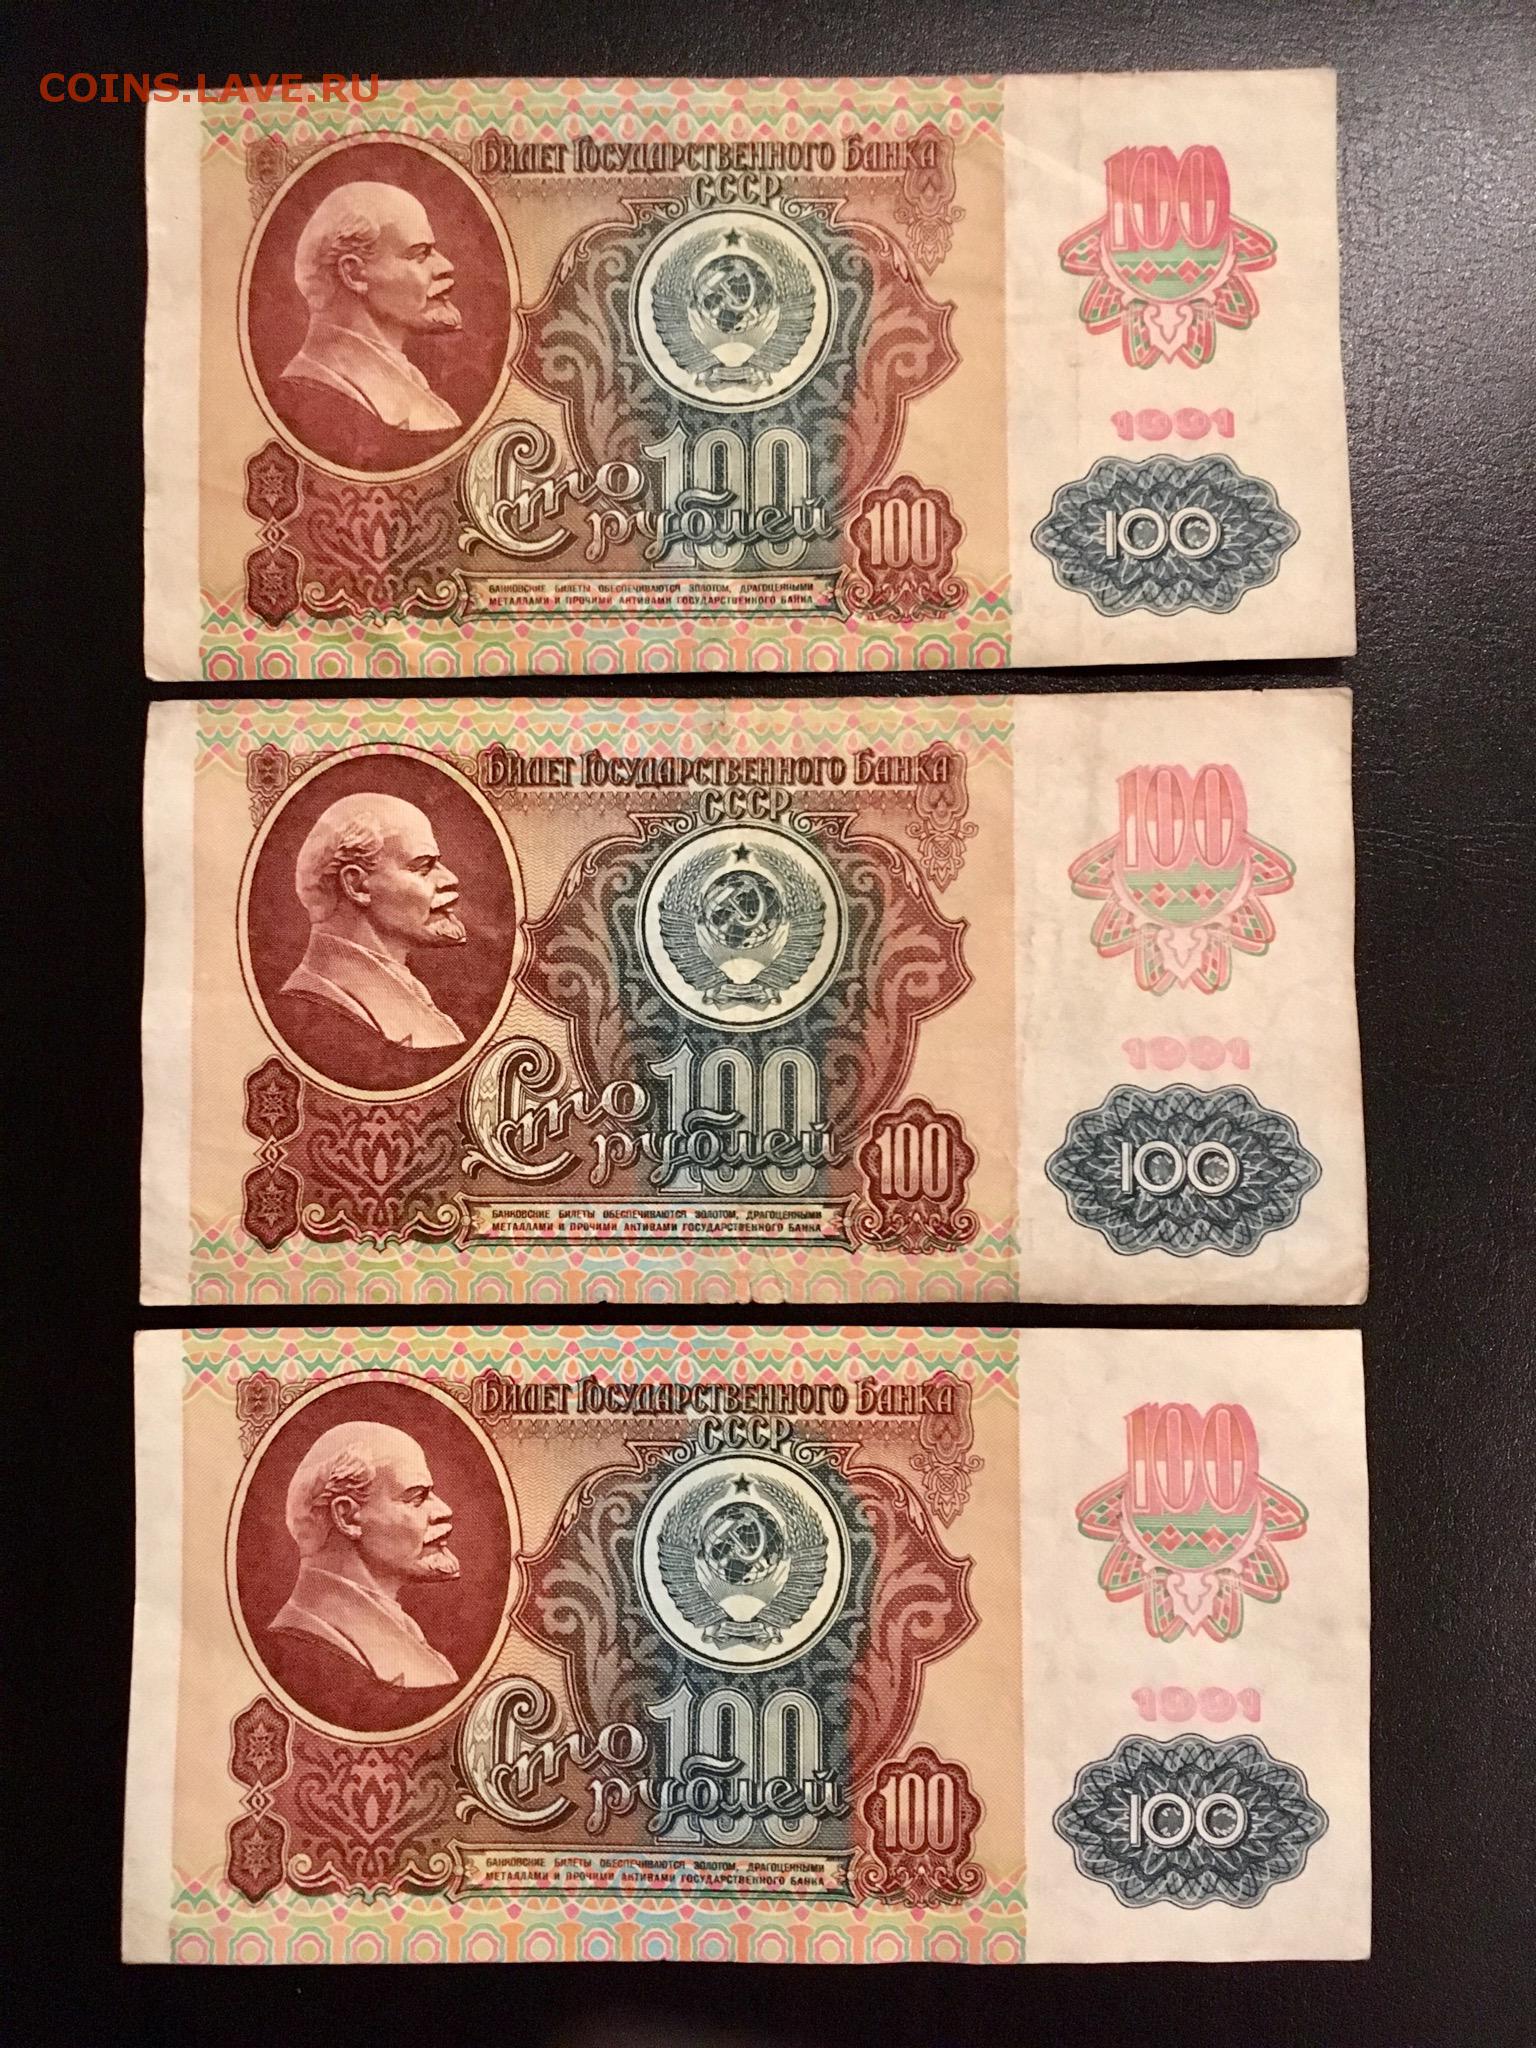 COINS.LAVE.RU
Билет Государственного Банка
СССР
100
1991
100
Сто
рублей
100
100
БАНКОВСКИЕ БИЛЕТЫ ОБЕСПЕЧИВАЮТСЯ ЗОЛОТОМ, ДРАГОЦЕННЫМИ
МЕТАЛЛАМИ И ПРОЧИМИ АКТИВАМИ ГОСУДАРСТВЕННОГО БАНКА
Билет Государственного Банка
СССР
100
1991
100
Сто
рублей
100
100
БАНКОВСКИЕ БИЛЕТЫ ОБЕСПЕЧИВАЮТСЯ ЗОЛОТОМ, ДРАГОЦЕННЫМИ
МЕТАЛЛАМИ И ПРОЧИМИ АКТИВАМИ ГОСУДАРСТВЕННОГО БАНКА
Билет Государственного Банка
СССР
100
1991
100
Сто
рублей
100
100
БАНКОВСКИЕ БИЛЕТЫ ОБЕСПЕЧИВАЮТСЯ ЗОЛОТОМ, ДРАГОЦЕННЫМИ
МЕТАЛЛАМИ И ПРОЧИМИ АКТИВАМИ ГОСУДАРСТВЕННОГО БАНКА